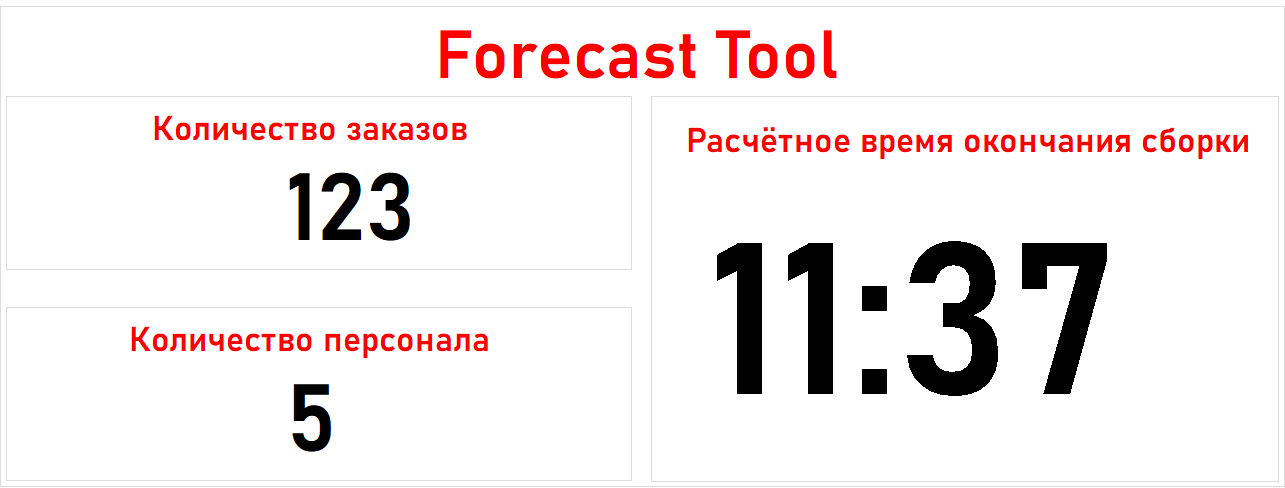 Forecast Tool
Количество заказов
123
Количество персонала
5
Расчётное время окончания сборки
11:37